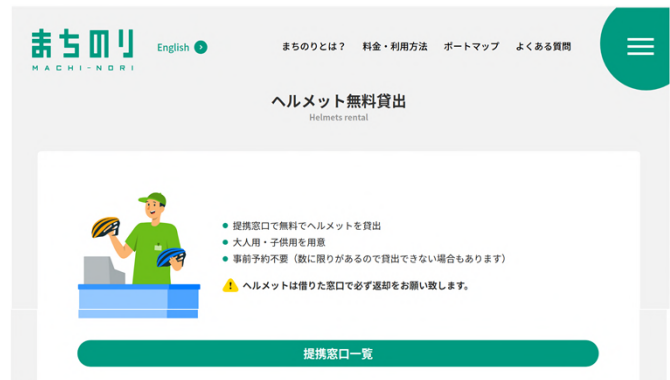 まちのり
MACHI-NORI
English
まちのりとは？ 料金・利用方法 ポートマップ よくある質問
ヘルメット無料貸出
Helmets rental
提携窓口で無料でヘルメットを貸出
大人用・子供用を用意
事前予約不要（数に限りがあるので貸出できない場合もあります）
ヘルメットは借りた窓口で必ず返却をお願い致します。
提携窓口一覧